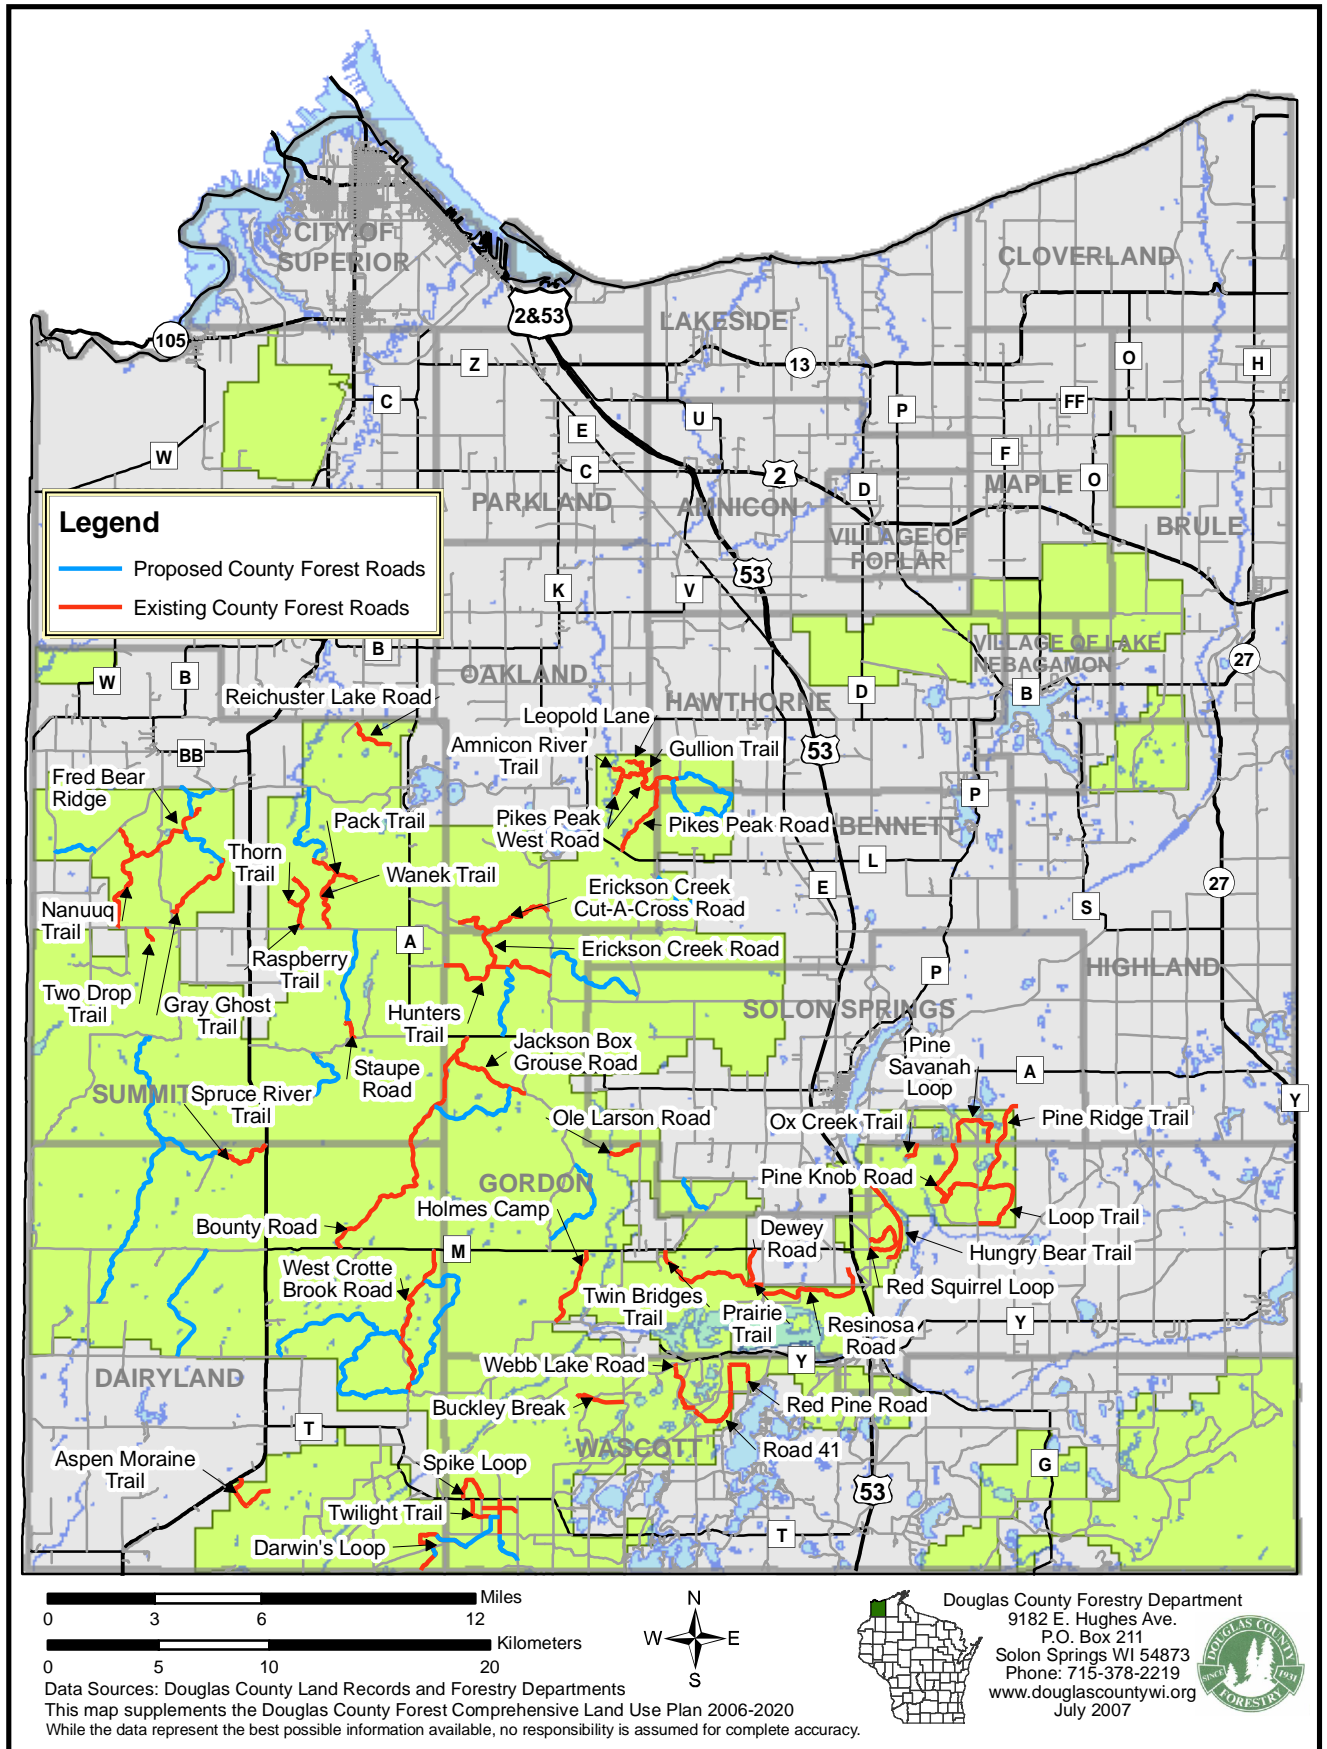 CITY OF
SUPERIOR
CLOVERLAND
2&53
LAKESIDE
105
Z
13
O
H
C
FF
P
U
E
W
F
C
2
D
O
MAPLE
PARKLAND
AMNICON
BRULE
VILLAGE OF
POPLAR
Legend
Proposed County Forest Roads
Existing County Forest Roads
53
K
V
B
VILLAGE OF LAKE
NEBAGAMON
27
W
B
OAKLAND
Reichuster Lake Road
HAWTHORNE
D
B
Leopold Lane
Amnicon River
Trail
Gullion Trail
53
BB
Fred Bear
Ridge
Pack Trail
Pikes Peak
West Road
Pikes Peak Road
BENNETT
P
Thorn
Trail
Wanek Trail
L
E
27
Erickson Creek
Cut-A-Cross Road
S
Nanuuq
Trail
A
Erickson Creek Road
Raspberry
Trail
P
HIGHLAND
Two Drop
Trail
Gray Ghost
Trail
Hunters
Trail
SOLON SPRINGS
Jackson Box
Grouse Road
Pine
Savanah
Loop
A
Staupe
Road
SUMMIT
Spruce River
Trail
Y
Ole Larson Road
Ox Creek Trail
Pine Ridge Trail
GORDON
Pine Knob Road
Holmes Camp
Bounty Road
Loop Trail
Dewey
Road
M
Hungry Bear Trail
West Crotte
Brook Road
Red Squirrel Loop
Twin Bridges
Trail
Prairie
Trail
Resinosa
Road
Y
Webb Lake Road
Y
DAIRYLAND
Buckley Break
Red Pine Road
T
WASCOTT
Road 41
Aspen Moraine
Trail
Spike Loop
G
53
Twilight Trail
T
Darwin's Loop
Miles
0 3 6 12
Kilometers
0 5 10 20
N
W E
S
Data Sources: Douglas County Land Records and Forestry Departments
This map supplements the Douglas County Forest Comprehensive Land Use Plan 2006-2020
While the data represent the best possible information available, no responsibility is assumed for complete accuracy.
Douglas County Forestry Department
9182 E. Hughes Ave.
P.O. Box 211
Solon Springs WI 54873
Phone: 715-378-2219
www.douglascountywi.org
July 2007
DOUGLAS COUNTY
SINCE 1931
FORESTRY